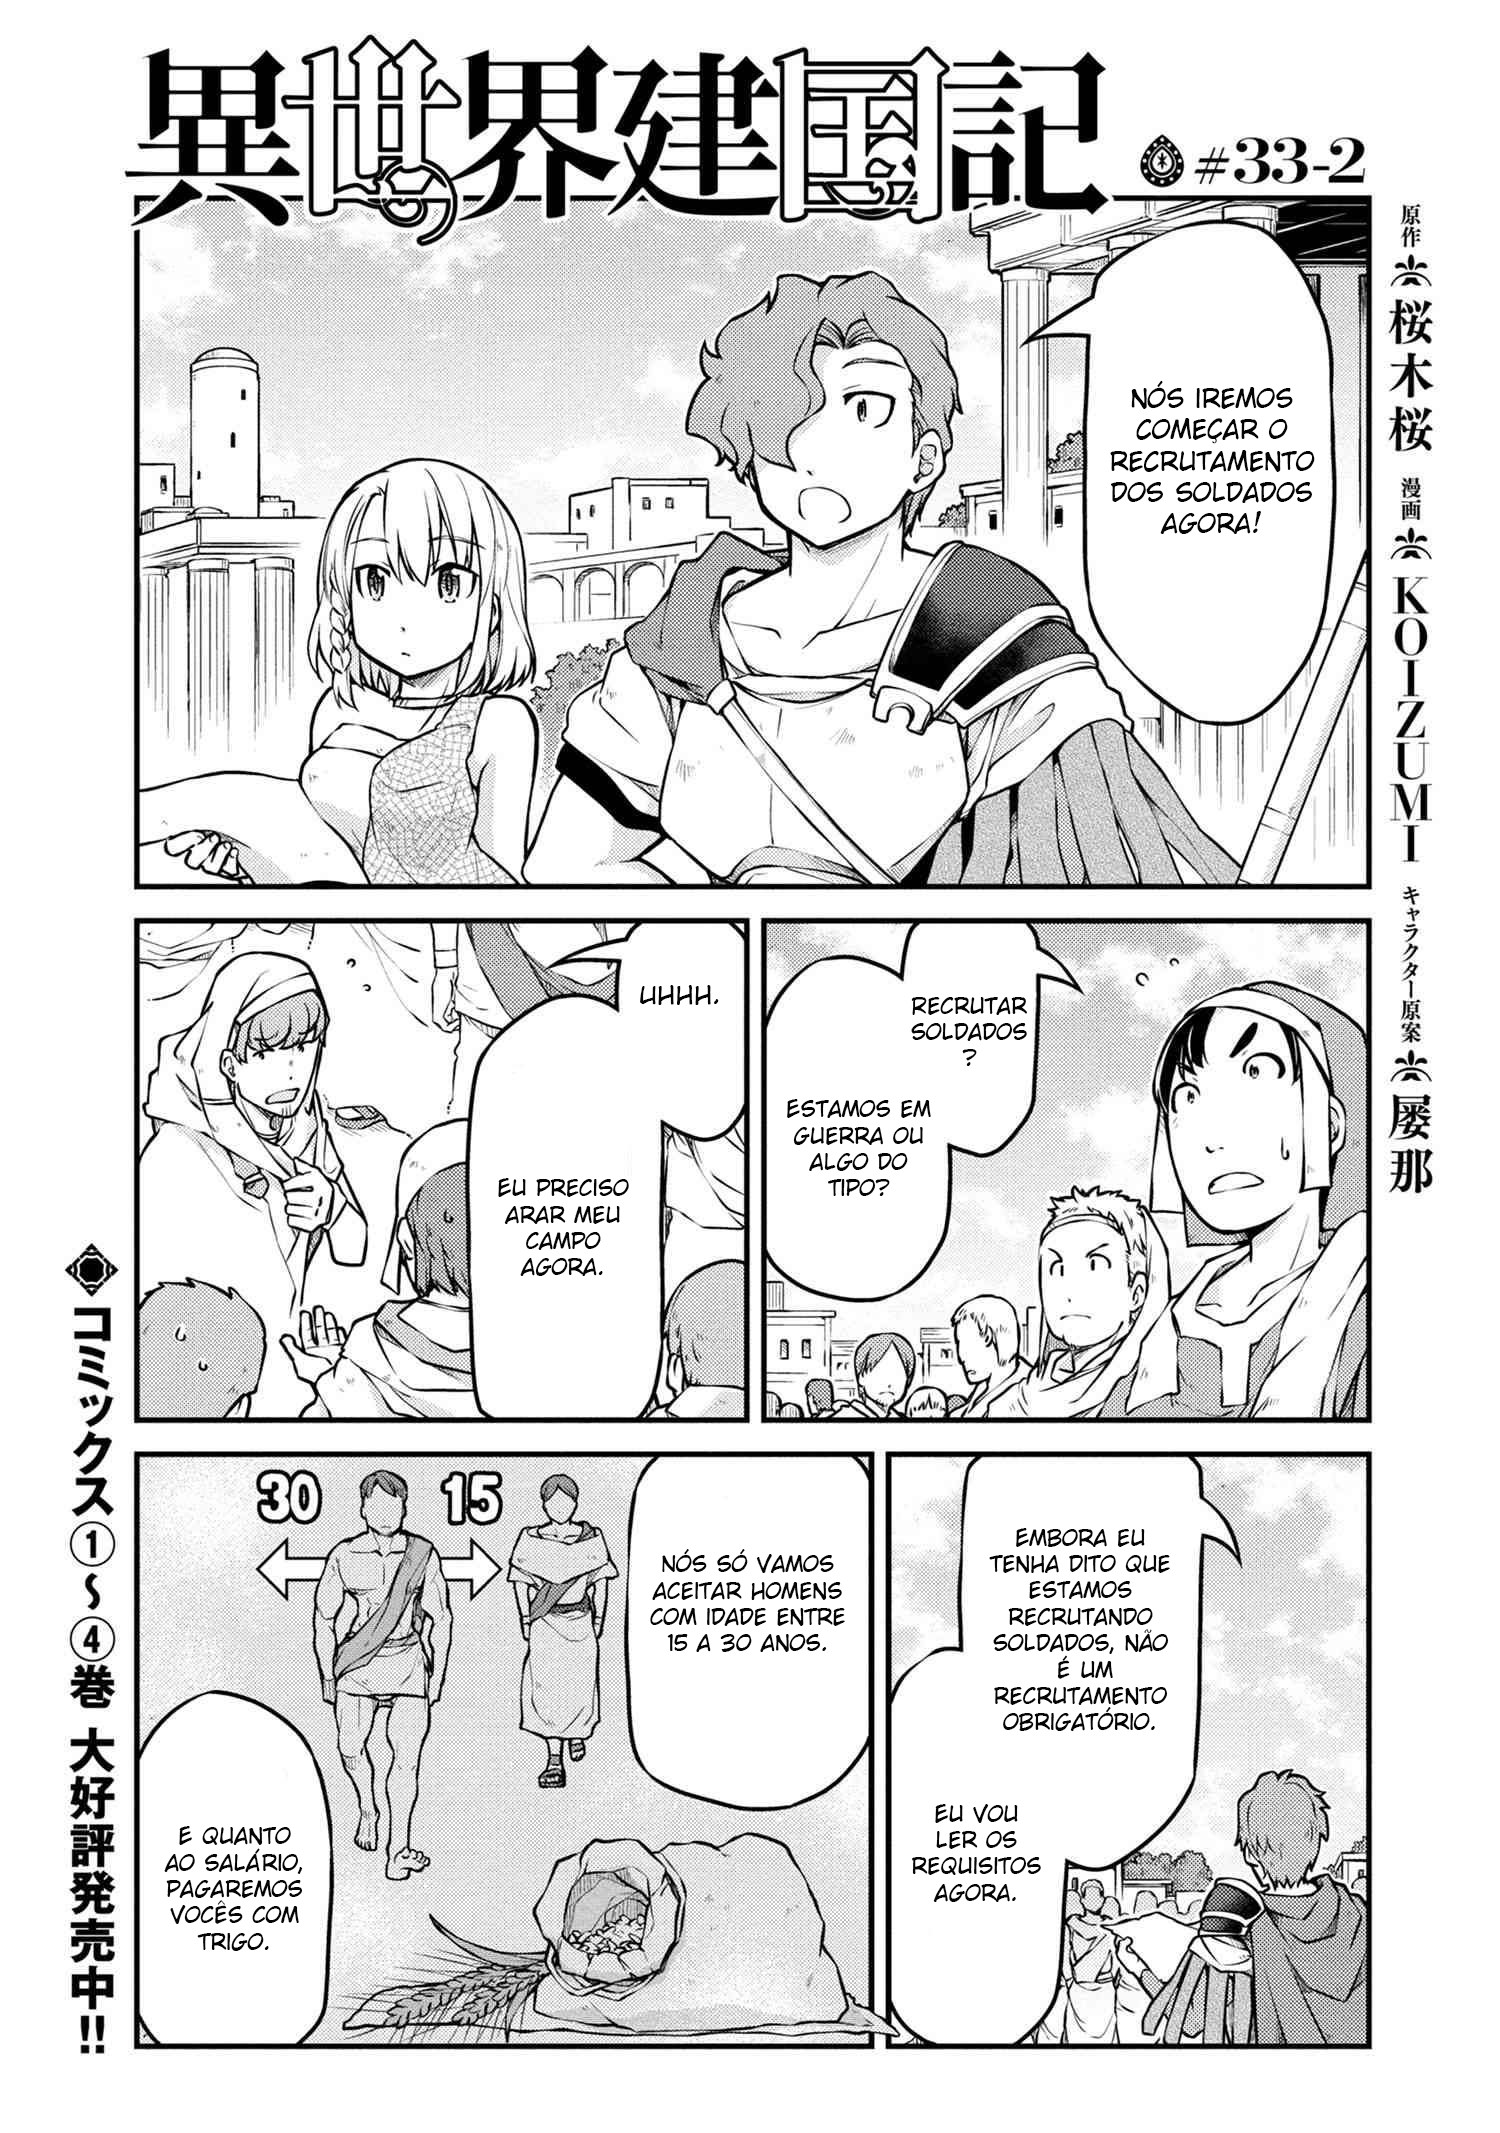 異世界建国記
#33-2
原作 桜木桜 漫画 KOIZUMI キャラクター原案 屡那
NÓS IREMOS
COMEÇAR O
RECRUTAMENTO
DOS SOLDADOS
AGORA!
RECRUTAR
SOLDADOS
?
ESTAMOS EM
GUERRA OU
ALGO DO
TIPO?
UHHH.
EU PRECISO
ARAR MEU
CAMPO
AGORA.
EMBORA EU
TENHA DITO QUE
ESTAMOS
RECRUTANDO
SOLDADOS, NÃO
É UM
RECRUTAMENTO
OBRIGATÓRIO.
EU VOU
LER OS
REQUISITOS
AGORA.
NÓS SÓ VAMOS
ACEITAR HOMENS
COM IDADE ENTRE
15 A 30 ANOS.
30
15
E QUANTO
AO SALÁRIO,
PAGAREMOS
VOCÊS COM
TRIGO.
コミックス①〜④巻 大好評発売中!!